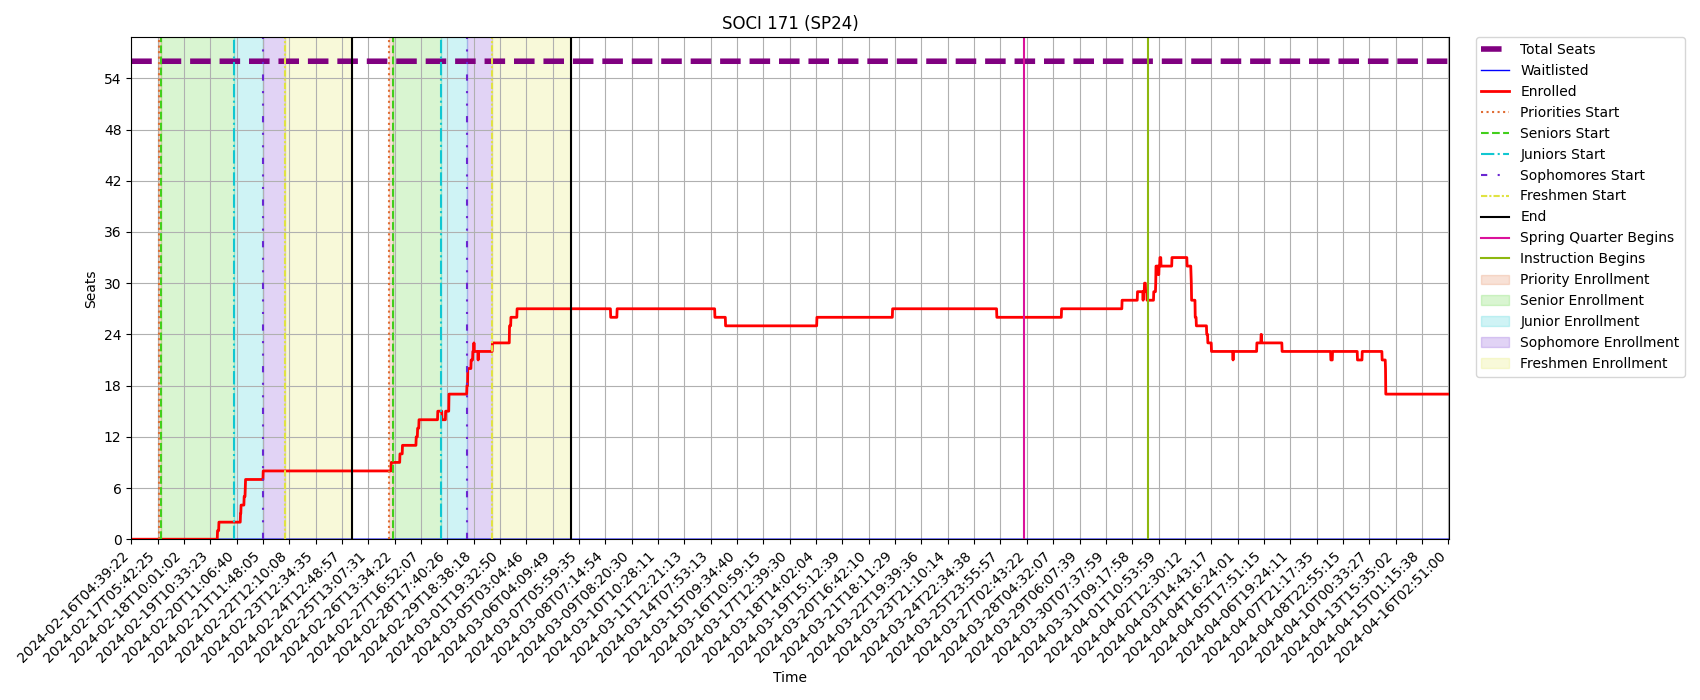 SOCI 171 (SP24)
Total Seats
Waitlisted
Enrolled
Priorities Start
Seniors Start
Juniors Start
Sophomores Start
Freshmen Start
End
Spring Quarter Begins
Instruction Begins
Priority Enrollment
Senior Enrollment
Junior Enrollment
Sophomore Enrollment
Freshmen Enrollment
Seats
54
48
42
36
30
24
18
12
6
0
2024-02-16T04:39:22
2024-02-17T05:42:25
2024-02-18T10:01:02
2024-02-19T10:33:23
2024-02-20T11:06:40
2024-02-21T11:48:05
2024-02-22T12:10:08
2024-02-23T12:34:35
2024-02-24T12:48:57
2024-02-25T13:07:31
2024-02-26T13:34:22
2024-02-27T16:52:07
2024-02-28T17:40:26
2024-02-29T18:38:18
2024-03-05T01:32:50
2024-03-05T03:04:46
2024-03-06T04:09:49
2024-03-07T05:59:35
2024-03-08T07:14:54
2024-03-09T08:20:30
2024-03-10T10:28:11
2024-03-11T12:21:13
2024-03-14T07:53:13
2024-03-15T09:34:40
2024-03-16T10:59:15
2024-03-17T12:39:30
2024-03-18T14:02:04
2024-03-19T15:12:39
2024-03-20T16:42:10
2024-03-21T18:11:29
2024-03-22T19:39:36
2024-03-23T21:10:14
2024-03-24T22:34:38
2024-03-25T23:55:57
2024-03-27T02:43:22
2024-03-28T04:32:07
2024-03-29T06:07:39
2024-03-30T07:37:59
2024-03-31T09:17:58
2024-04-01T10:53:59
2024-04-02T12:30:12
2024-04-03T14:43:17
2024-04-04T16:24:01
2024-04-05T17:51:15
2024-04-06T19:24:11
2024-04-07T21:17:35
2024-04-08T22:55:15
2024-04-10T00:33:27
2024-04-13T15:35:02
2024-04-15T01:15:38
2024-04-16T02:51:00
Time